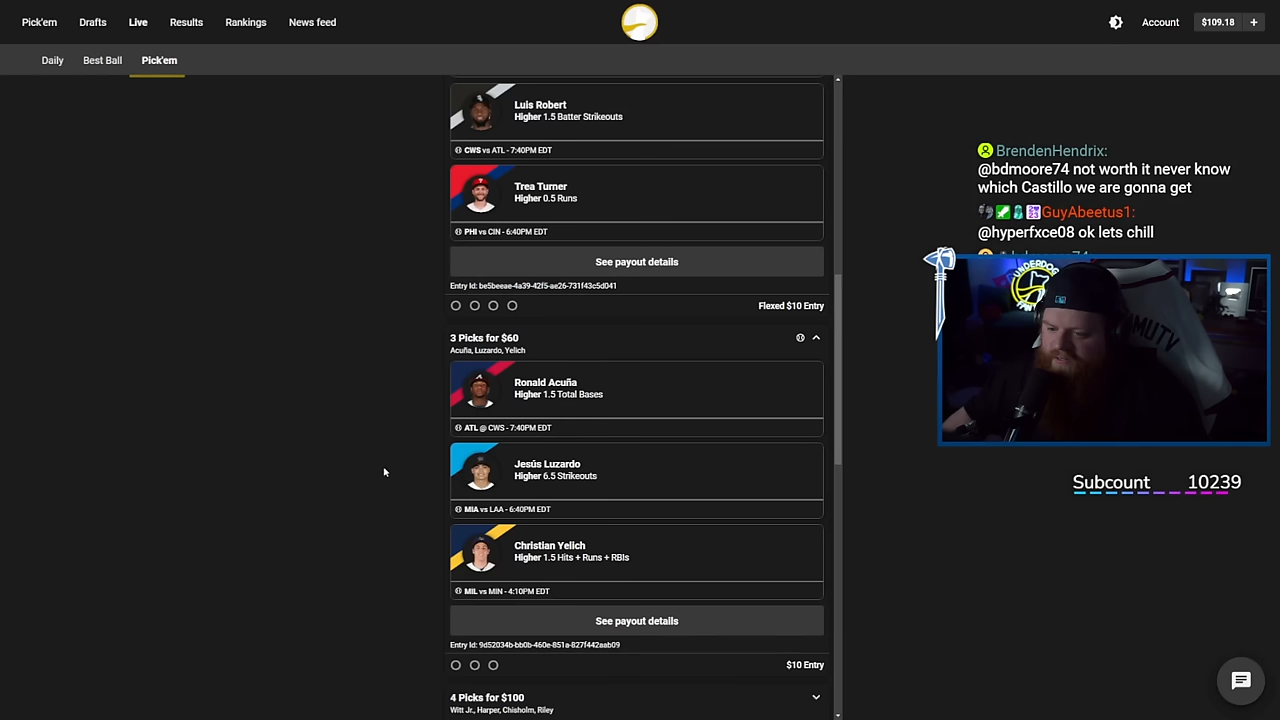 Pick'em
Drafts
Live
Results
Rankings
News feed
Account
$109.18
+
Daily
Best Ball
Pick'em
Luis Robert
Higher 1.5 Batter Strikeouts
CWS vs ATL - 7:40PM EDT
Trea Turner
Higher 0.5 Runs
PHI vs CIN - 6:40PM EDT
See payout details
Entry Id: be5beeae-4a39-42f5-ae26-731f43c5d041
Flexed $10 Entry
3 Picks for $60
Acuña, Luzardo, Yelich
Ronald Acuña
Higher 1.5 Total Bases
ATL @ CWS - 7:40PM EDT
Jesús Luzardo
Higher 6.5 Strikeouts
MIA vs LAA - 6:40PM EDT
Christian Yelich
Higher 1.5 Hits + Runs + RBIs
MIL vs MIN - 4:10PM EDT
See payout details
Entry Id: 9d52034b-bb0b-460e-851a-827f442aab09
$10 Entry
4 Picks for $100
Witt Jr., Harper, Chisholm, Riley
BrendenHendrix:
@bdmoore74 not worth it never know
which Castillo we are gonna get
GuyAbeetus1:
@hyperfxce08 ok lets chill
UNDERDOG
Subcount 10239